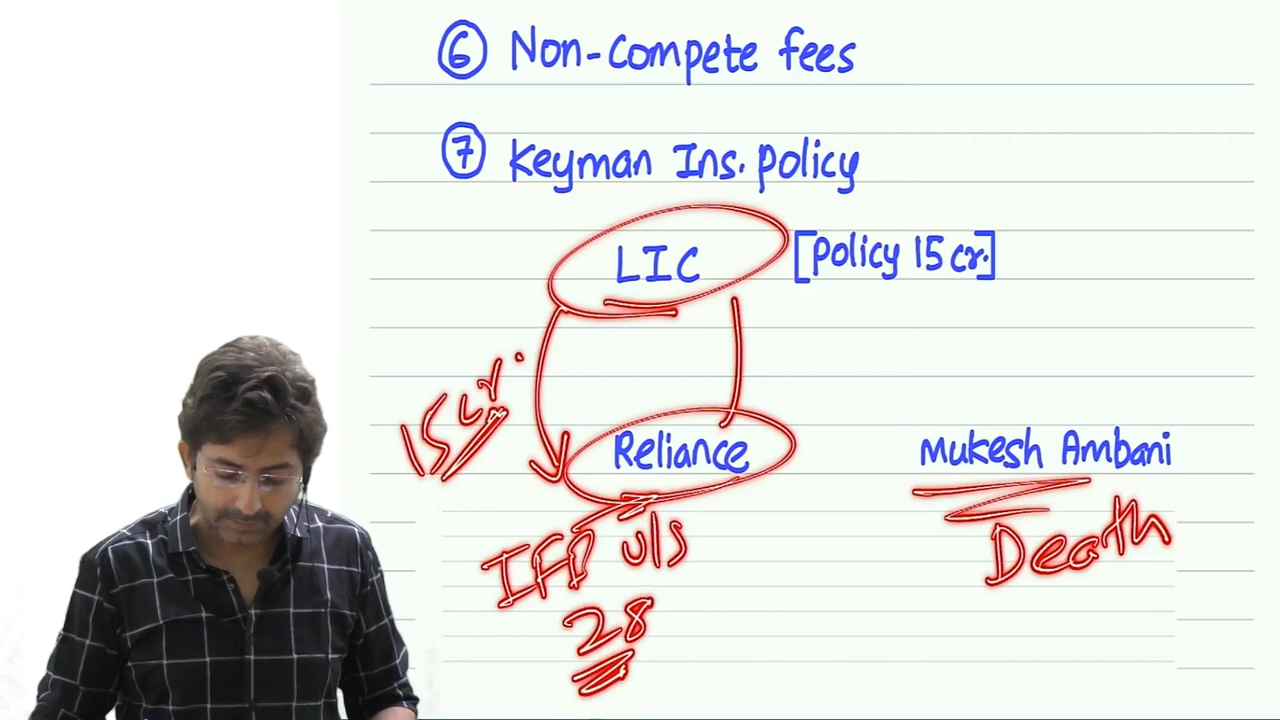 ⑥ Non-Compete fees
⑦ Keyman Ins. policy
LIC [Policy 15 cr.]
15 cr.
Reliance Mukesh Ambani
IFP u/s Death
28